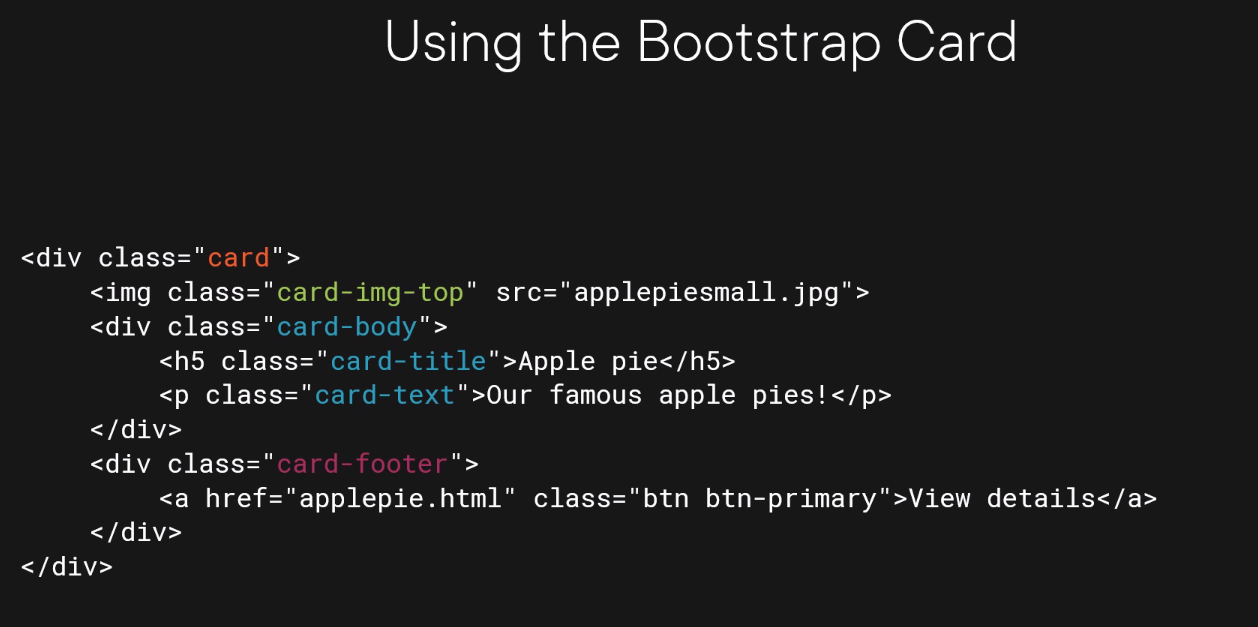 Using the Bootstrap Card
<div class="card">
<img class="card-img-top" src="applepiesmall.jpg">
<div class="card-body">
<h5 class="card-title">Apple pie</h5>
<p class="card-text">Our famous apple pies!</p>
</div>
<div class="card-footer">
<a href="applepie.html" class="btn btn-primary">View details</a>
</div>
</div>